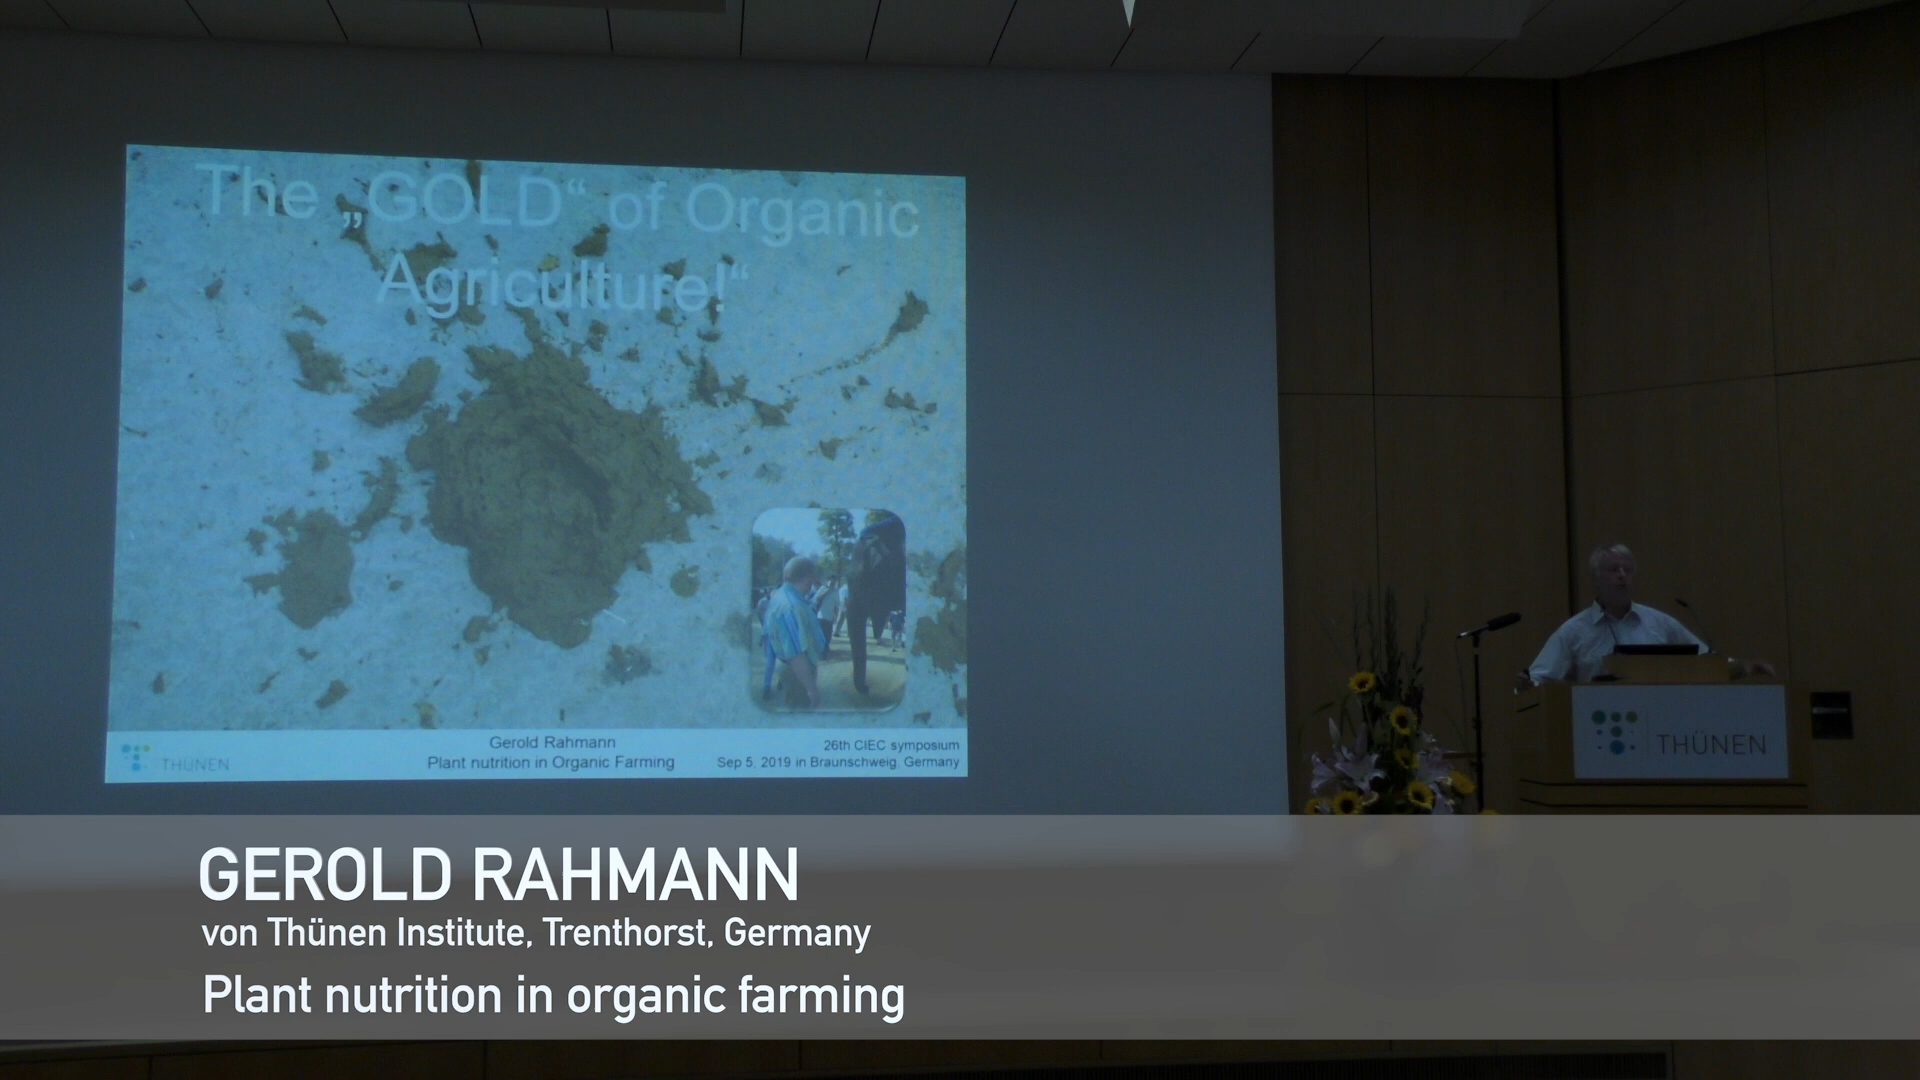 The „GOLD“ of Organic
Agriculture!“
THÜNEN
Gerold Rahmann
Plant nutrition in Organic Farming
26th CIEC symposium
Sep 5, 2019 in Braunschweig, Germany
THÜNEN
GEROLD RAHMANN
von Thünen Institute, Trenthorst, Germany
Plant nutrition in organic farming